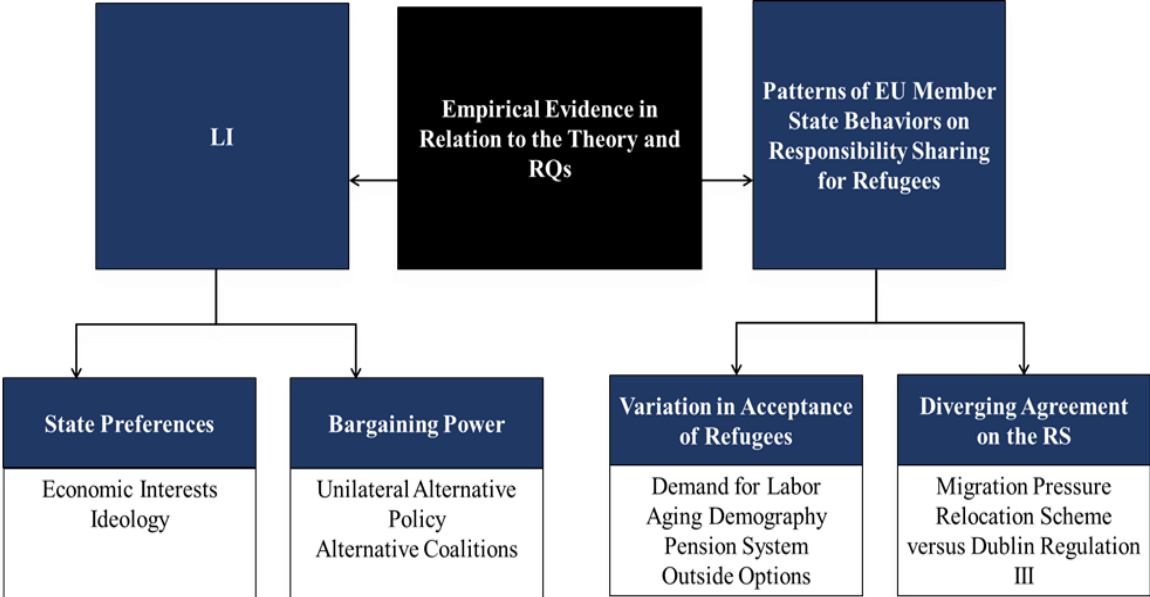 LI
Empirical Evidence in
Relation to the Theory and
RQs
Patterns of EU Member
State Behaviors on
Responsibility Sharing
for Refugees
State Preferences
Economic Interests
Ideology
Bargaining Power
Unilateral Alternative
Policy
Alternative Coalitions
Variation in Acceptance
of Refugees
Demand for Labor
Aging Demography
Pension System
Outside Options
Diverging Agreement
on the RS
Migration Pressure
Relocation Scheme
versus Dublin Regulation
III